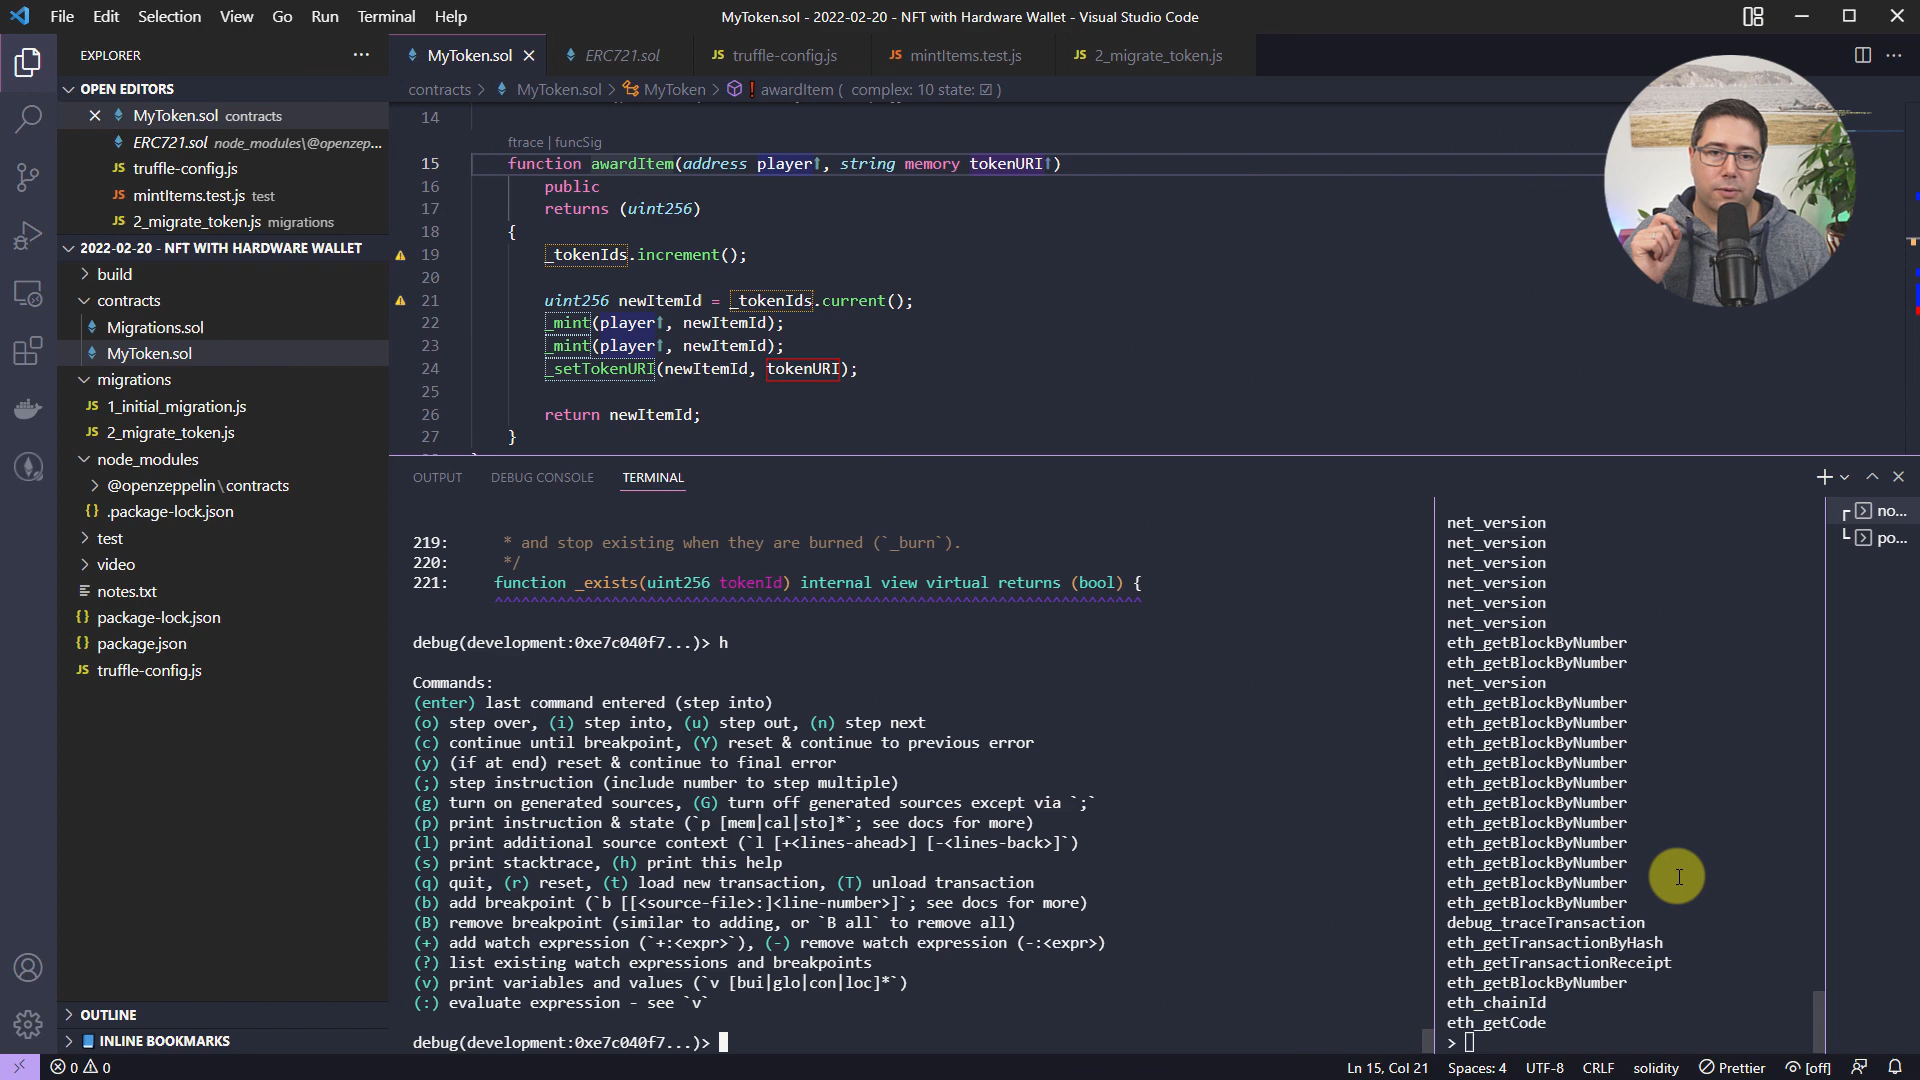 File Edit Selection View Go Run Terminal Help
MyToken.sol - 2022-02-20 - NFT with Hardware Wallet - Visual Studio Code
EXPLORER
MyToken.sol
ERC721.sol
JS truffle-config.js
JS mintItems.test.js
JS 2_migrate_token.js
contracts > MyToken.sol > MyToken > ! awardItem ( complex: 10 state: ☑ )
OPEN EDITORS
MyToken.sol contracts
ERC721.sol node_modules\@openzep...
JS truffle-config.js
JS mintItems.test.js test
JS 2_migrate_token.js migrations
2022-02-20 - NFT WITH HARDWARE WALLET
build
contracts
Migrations.sol
MyToken.sol
migrations
JS 1_initial_migration.js
JS 2_migrate_token.js
node_modules
@openzeppelin\contracts
{} .package-lock.json
test
video
notes.txt
{} package-lock.json
{} package.json
JS truffle-config.js
OUTLINE
INLINE BOOKMARKS
14
ftrace | funcSig
15 function awardItem(address player↑, string memory tokenURI↑)
16 public
17 returns (uint256)
18 {
19 _tokenIds.increment();
20
21 uint256 newItemId = _tokenIds.current();
22 _mint(player↑, newItemId);
23 _mint(player↑, newItemId);
24 _setTokenURI(newItemId, tokenURI);
25
26 return newItemId;
27 }
OUTPUT DEBUG CONSOLE TERMINAL
219: * and stop existing when they are burned (`_burn`).
220: */
221: function _exists(uint256 tokenId) internal view virtual returns (bool) {
^^^^^^^^^^^^^^^^^^^^^^^^^^^^^^^^^^^^^^^^^^^^^^^^^^^^^^^^^^^^^^^^^^^^^^^^
debug(development:0xe7c040f7...)> h
Commands:
(enter) last command entered (step into)
(o) step over, (i) step into, (u) step out, (n) step next
(c) continue until breakpoint, (Y) reset & continue to previous error
(y) (if at end) reset & continue to final error
(;) step instruction (include number to step multiple)
(g) turn on generated sources, (G) turn off generated sources except via `;`
(p) print instruction & state (`p [mem|cal|sto]*`; see docs for more)
(l) print additional source context (`l [+<lines-ahead>] [-<lines-back>]`)
(s) print stacktrace, (h) print this help
(q) quit, (r) reset, (t) load new transaction, (T) unload transaction
(b) add breakpoint (`b [[<source-file>:]<line-number>]`; see docs for more)
(B) remove breakpoint (similar to adding, or `B all` to remove all)
(+) add watch expression (`+:<expr>`), (-) remove watch expression (-:<expr>)
(?) list existing watch expressions and breakpoints
(v) print variables and values (`v [bui|glo|con|loc]*`)
(:) evaluate expression - see `v`
debug(development:0xe7c040f7...)>
net_version
net_version
net_version
net_version
net_version
net_version
eth_getBlockByNumber
eth_getBlockByNumber
net_version
eth_getBlockByNumber
eth_getBlockByNumber
eth_getBlockByNumber
eth_getBlockByNumber
eth_getBlockByNumber
eth_getBlockByNumber
eth_getBlockByNumber
eth_getBlockByNumber
eth_getBlockByNumber
eth_getBlockByNumber
eth_getBlockByNumber
debug_traceTransaction
eth_getTransactionByHash
eth_getTransactionReceipt
eth_getBlockByNumber
eth_chainId
eth_getCode
>
no...
po...
0 0
Ln 15, Col 21 Spaces: 4 UTF-8 CRLF solidity Prettier [off]